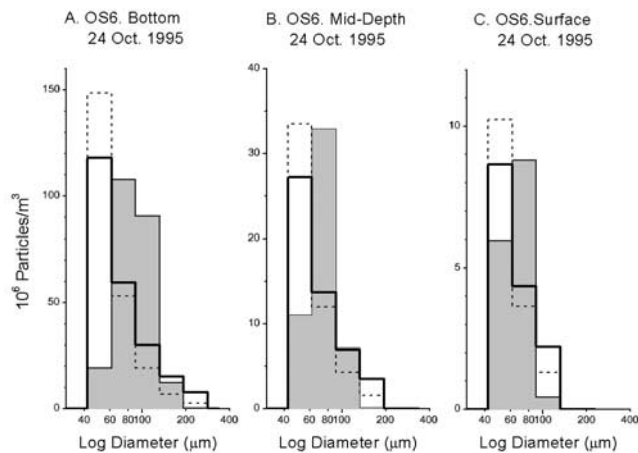 A. OS6. Bottom
24 Oct. 1995
B. OS6. Mid-Depth
24 Oct. 1995
C. OS6.Surface
24 Oct. 1995
10⁶ Particles/m³
150
100
50
0
40
30
20
10
0
10
5
0
40 60 80100 200 400
40 60 80100 200 400
40 60 80100 200 400
Log Diameter (μm)
Log Diameter (μm)
Log Diameter (μm)